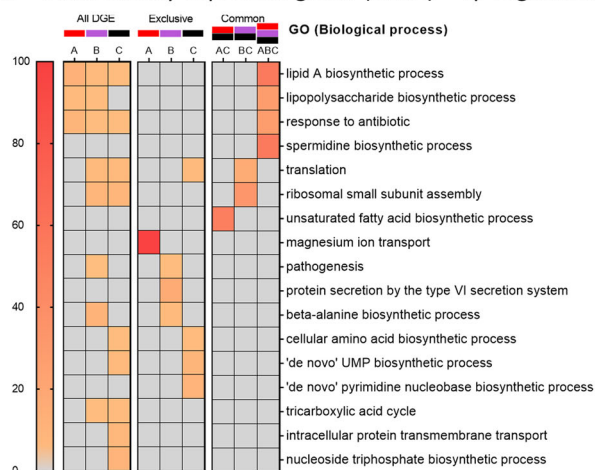 All DGE Exclusive Common
GO (Biological process)
A B C A B C AC BC ABC
100
80
60
40
20
0
lipid A biosynthetic process
lipopolysaccharide biosynthetic process
response to antibiotic
spermidine biosynthetic process
translation
ribosomal small subunit assembly
unsaturated fatty acid biosynthetic process
magnesium ion transport
pathogenesis
protein secretion by the type VI secretion system
beta-alanine biosynthetic process
cellular amino acid biosynthetic process
'de novo' UMP biosynthetic process
'de novo' pyrimidine nucleobase biosynthetic process
tricarboxylic acid cycle
intracellular protein transmembrane transport
nucleoside triphosphate biosynthetic process